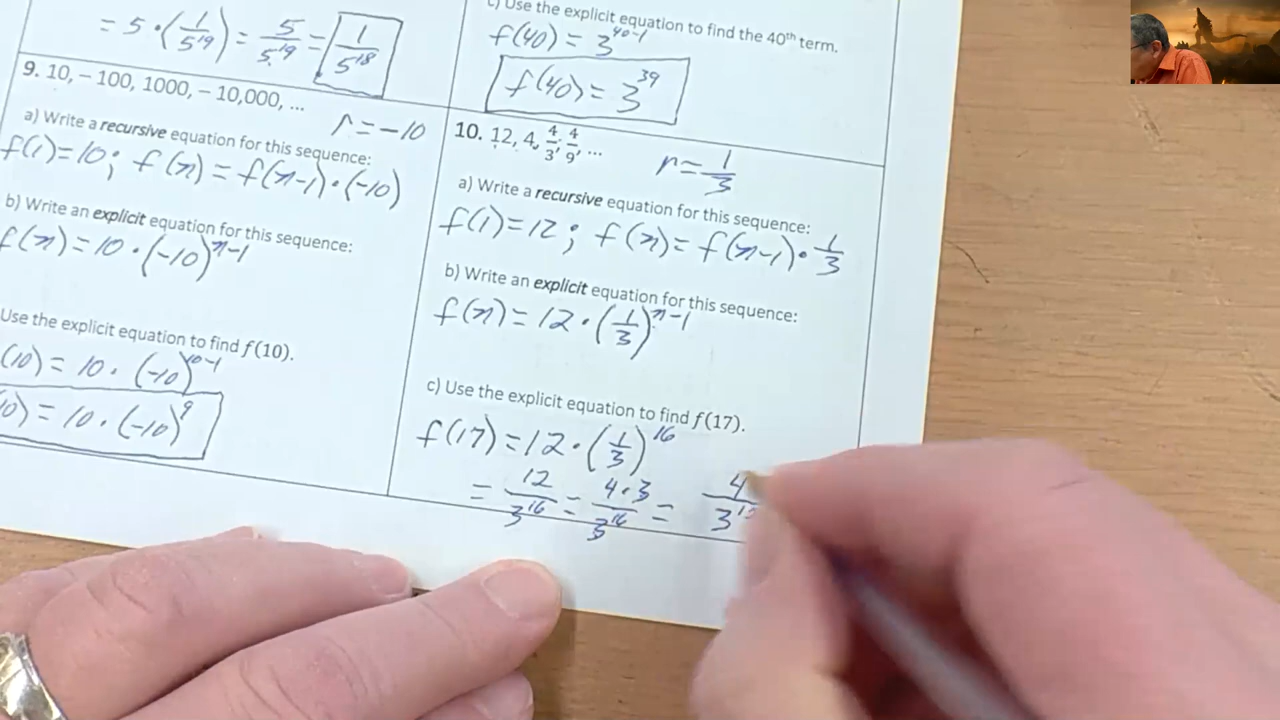 = 5 · (1/5^19) = 5/5^19 = 1/5^18
9. 10, – 100, 1000, – 10,000, ...
r = -10
a) Write a recursive equation for this sequence:
f(1) = 10; f(n) = f(n-1) · (-10)
b) Write an explicit equation for this sequence:
f(n) = 10 · (-10)^n-1
Use the explicit equation to find f(10).
(10) = 10 · (-10)^10-1
10) = 10 · (-10)^9
c) Use the explicit equation to find the 40th term.
f(40) = 3^40-1
f(40) = 3^39
10. 12, 4, 4/3, 4/9, ...
r = 1/3
a) Write a recursive equation for this sequence:
f(1) = 12; f(n) = f(n-1) · 1/3
b) Write an explicit equation for this sequence:
f(n) = 12 · (1/3)^n-1
c) Use the explicit equation to find f(17).
f(17) = 12 · (1/3)^16
= 12/3^16 = 4·3/3^16 = 4/3^15